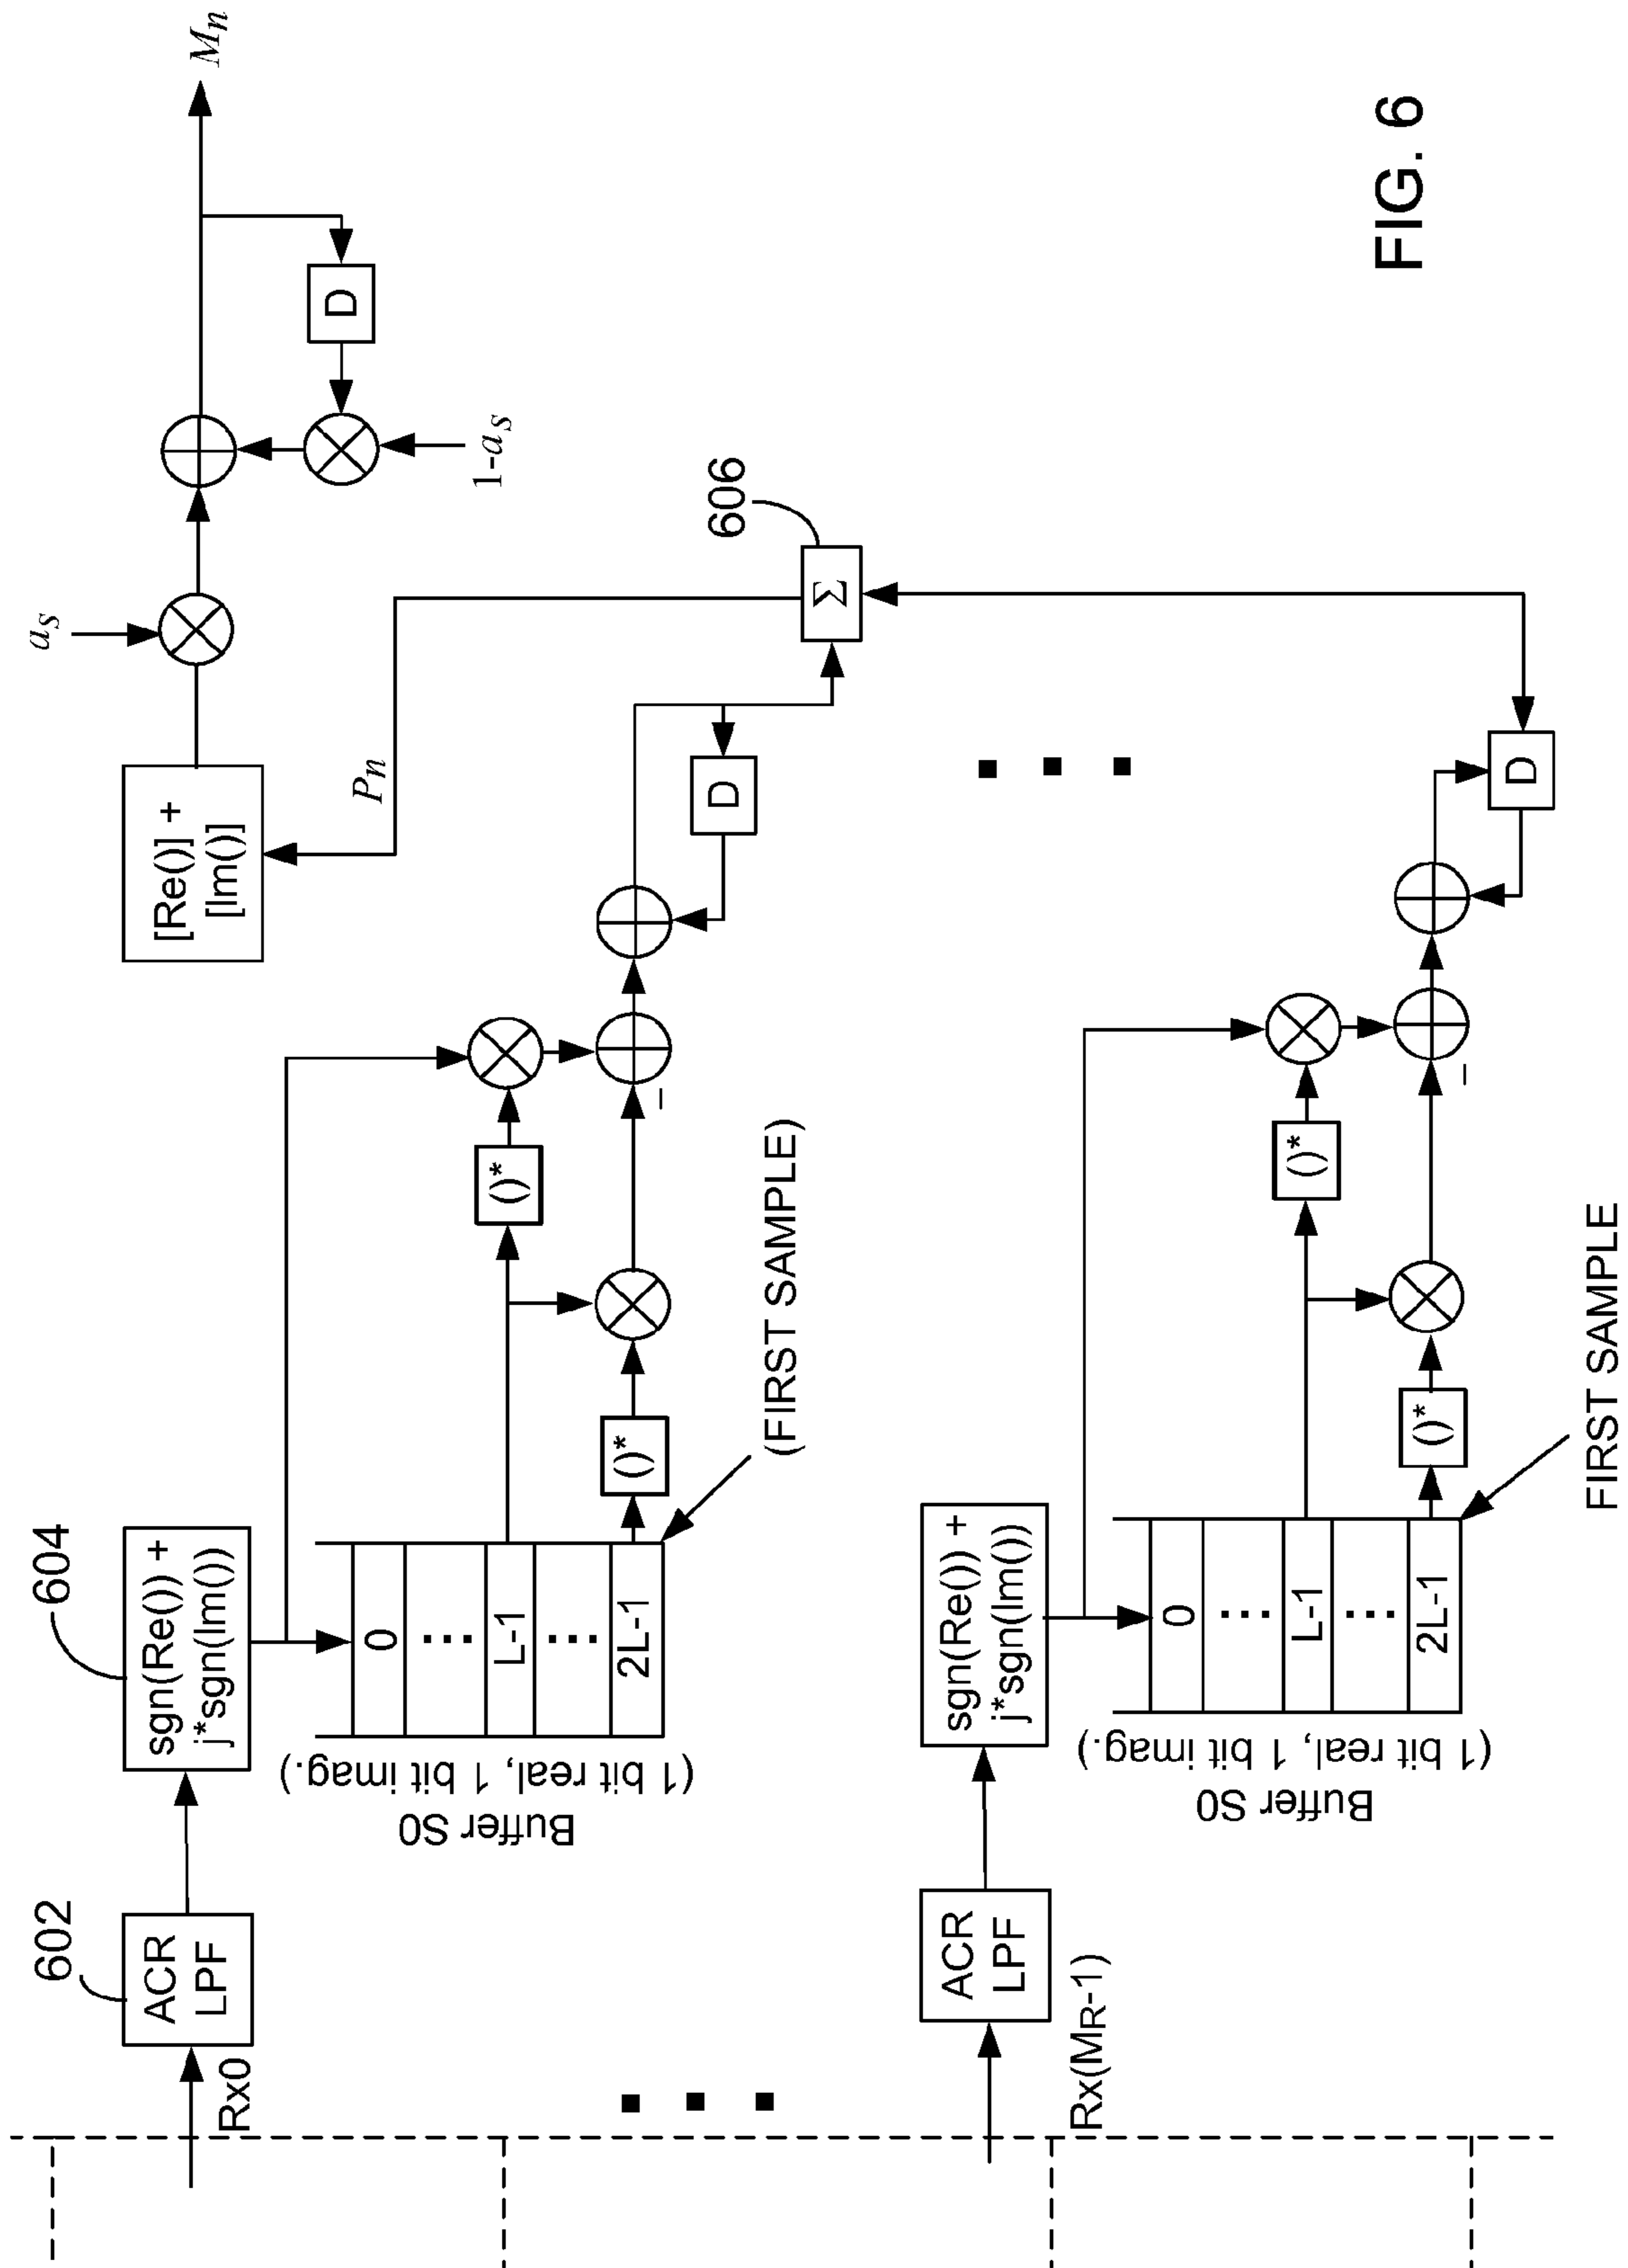 602
ACR
LPF
Rx0
604
sgn(Re()) +
j*sgn(Im())
0
...
L-1
...
2L-1
Buffer S0
(1 bit real, 1 bit imag.)
(FIRST SAMPLE)
()*
()*
–
D
606
Σ
Pn
[Re()] +
[Im()]
as
D
1-as
Mn
ACR
LPF
Rx(MR-1)
sgn(Re()) +
j*sgn(Im())
0
...
L-1
...
2L-1
Buffer S0
(1 bit real, 1 bit imag.)
FIRST SAMPLE
()*
()*
–
D
FIG. 6